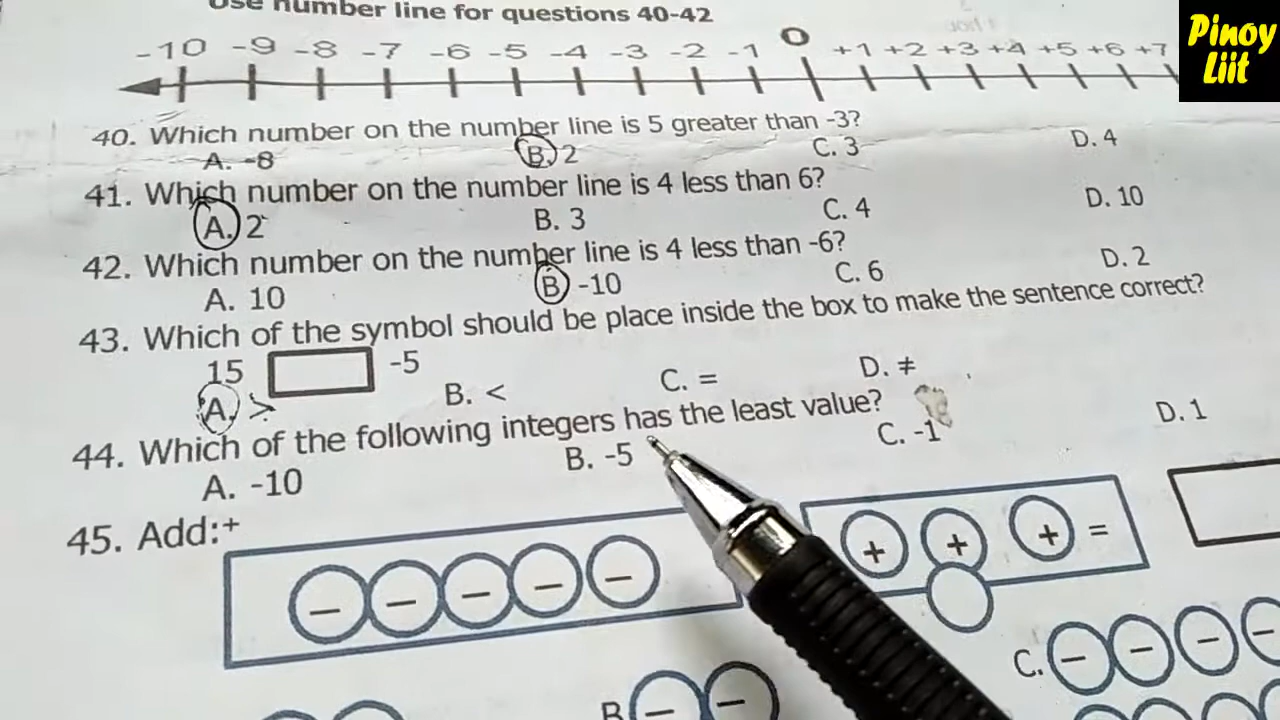 Use number line for questions 40-42
Pinoy
Liit
-10 -9 -8 -7 -6 -5 -4 -3 -2 -1 0 +1 +2 +3 +4 +5 +6 +7
40. Which number on the number line is 5 greater than -3?
A. -8 B. 2 C. 3 D. 4
41. Which number on the number line is 4 less than 6?
A. 2 B. 3 C. 4 D. 10
42. Which number on the number line is 4 less than -6?
A. 10 B -10 C. 6 D. 2
43. Which of the symbol should be place inside the box to make the sentence correct?
15 -5
A. > B. < C. = D. ≠
44. Which of the following integers has the least value?
A. -10 B. -5 C. -1 D. 1
45. Add:+
− − − − − + + + =
C. − − − −
B − −